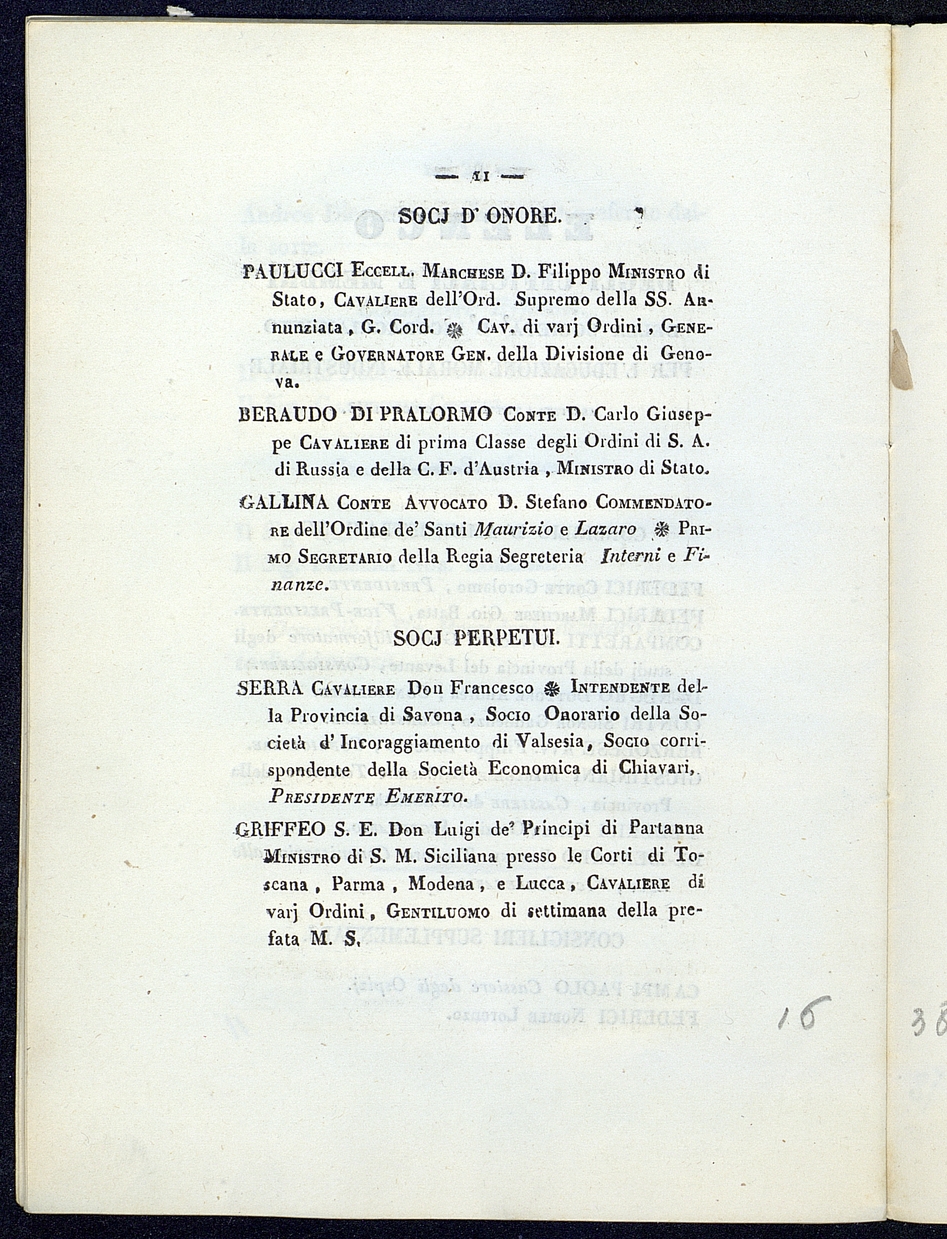 — 11 —
SOCJ D' ONORE.
PAULUCCI ECCELL. MARCHESE D. Filippo MINISTRO di
Stato, CAVALIERE dell'Ord. Supremo della SS. An-
nunziata, G. Cord. ❋ CAV. di varj Ordini, GENE-
RALE e GOVERNATORE GEN. della Divisione di Geno-
va.
BERAUDO DI PRALORMO CONTE D. Carlo Giusep-
pe CAVALIERE di prima Classe degli Ordini di S. A.
di Russia e della C. F. d'Austria, MINISTRO di Stato.
GALLINA CONTE AVVOCATO D. Stefano COMMENDATO-
RE dell'Ordine de' Santi Maurizio e Lazaro ❋ PRI-
MO SEGRETARIO della Regia Segreteria Interni e Fi-
nanze.
SOCJ PERPETUI.
SERRA CAVALIERE Don Francesco ❋ INTENDENTE del-
la Provincia di Savona, SOCIO Onorario della So-
cietà d'Incoraggiamento di Valsesia, SOCIO corri-
spondente della Società Economica di Chiavari,
PRESIDENTE EMERITO.
GRIFFEO S. E. Don Luigi de' Principi di Partanna
MINISTRO di S. M. Siciliana presso le Corti di To-
scana, Parma, Modena, e Lucca, CAVALIERE di
varj Ordini, GENTILUOMO di settimana della pre-
fata M. S.
16